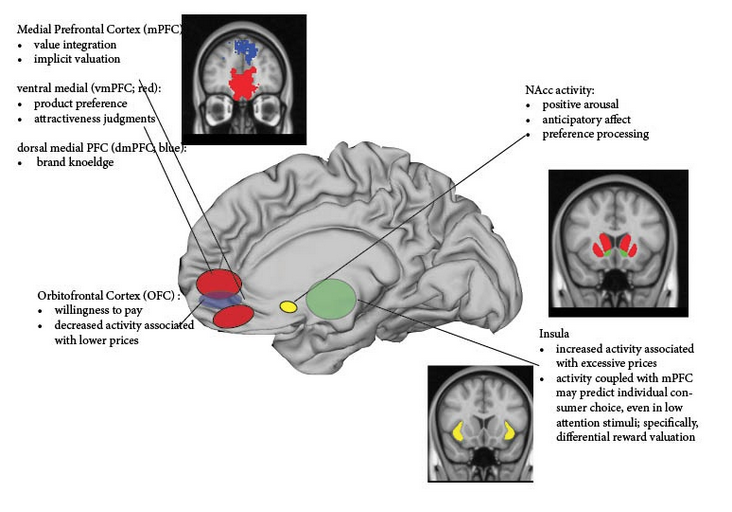 Medial Prefrontal Cortex (mPFC)
• value integration
• implicit valuation
ventral medial (vmPFC; red):
• product preference
• attractiveness judgments
dorsal medial PFC (dmPFC; blue):
• brand knoeldge
Orbitofrontal Cortex (OFC) :
• willingness to pay
• decreased activity associated
with lower prices
NAcc activity:
• positive arousal
• anticipatory affect
• preference processing
Insula
• increased activity associated
with excessive prices
• activity coupled with mPFC
may predict individual con-
sumer choice, even in low
attention stimuli; specifically,
differential reward valuation